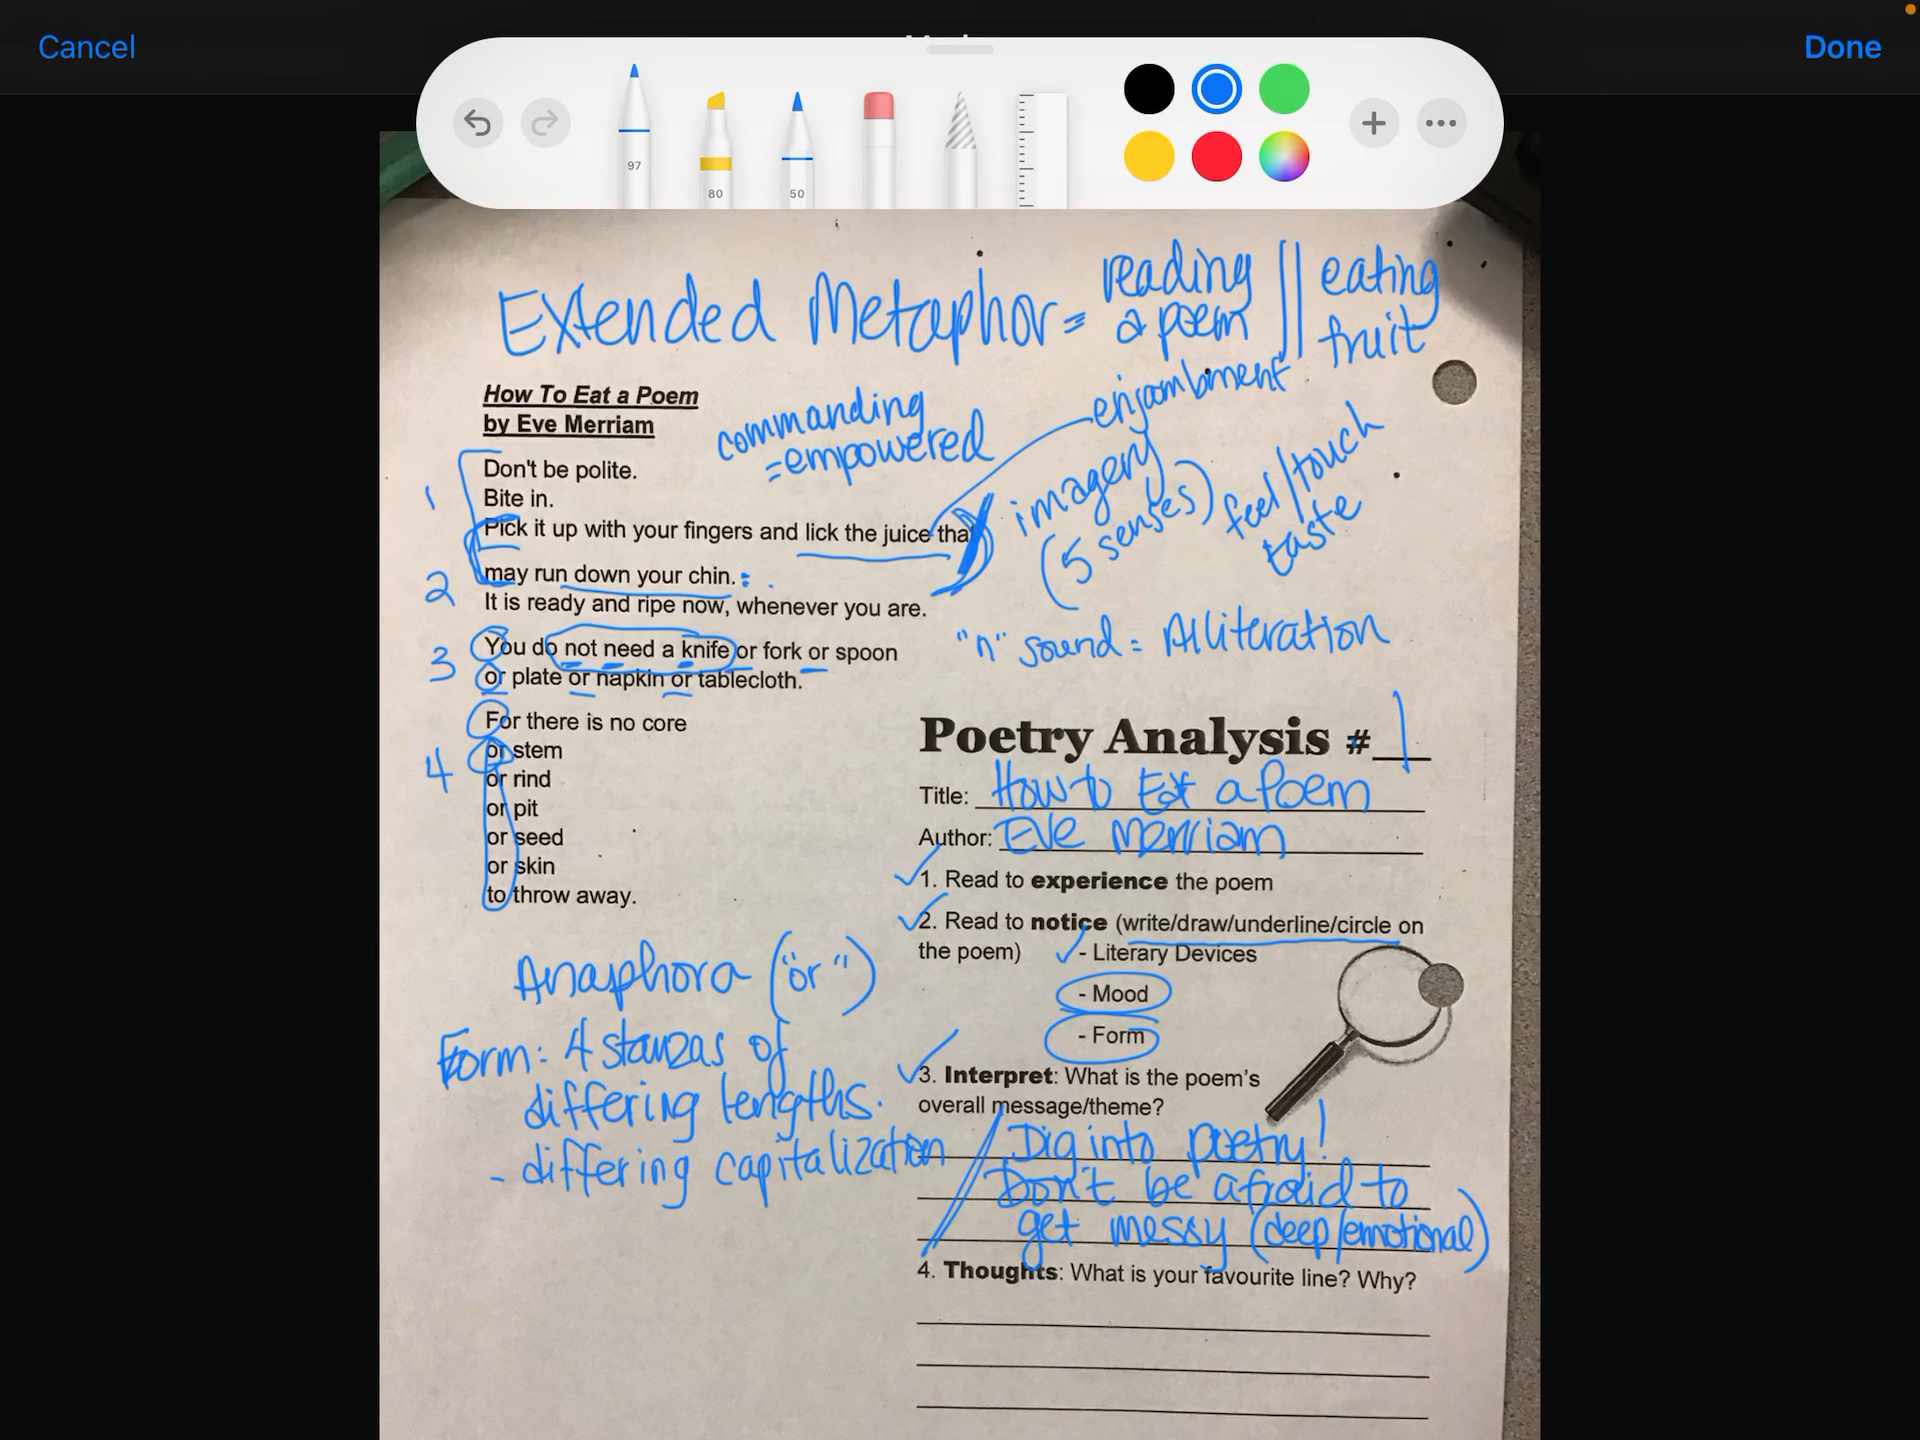 Cancel
Done
97
80
50
Extended Metaphor = reading a poem || eating fruit
How To Eat a Poem
by Eve Merriam
commanding
=empowered
enjambment
imagery
(5 senses)
feel/touch
taste
1
Don't be polite.
Bite in.
Pick it up with your fingers and lick the juice that
2
may run down your chin.
It is ready and ripe now, whenever you are.
3
You do not need a knife or fork or spoon
or plate or napkin or tablecloth.
"n" sound = Alliteration
4
For there is no core
or stem
or rind
or pit
or seed
or skin
to throw away.
Anaphora ("or")
Form: 4 stanzas of
differing lengths.
- differing capitalization
Poetry Analysis # 1
Title: How to Eat a Poem
Author: Eve Merriam
1. Read to experience the poem
2. Read to notice (write/draw/underline/circle on
the poem) - Literary Devices
- Mood
- Form
3. Interpret: What is the poem's
overall message/theme?
Dig into poetry!
Don't be afraid to
get messy (deep/emotional)
4. Thoughts: What is your favourite line? Why?